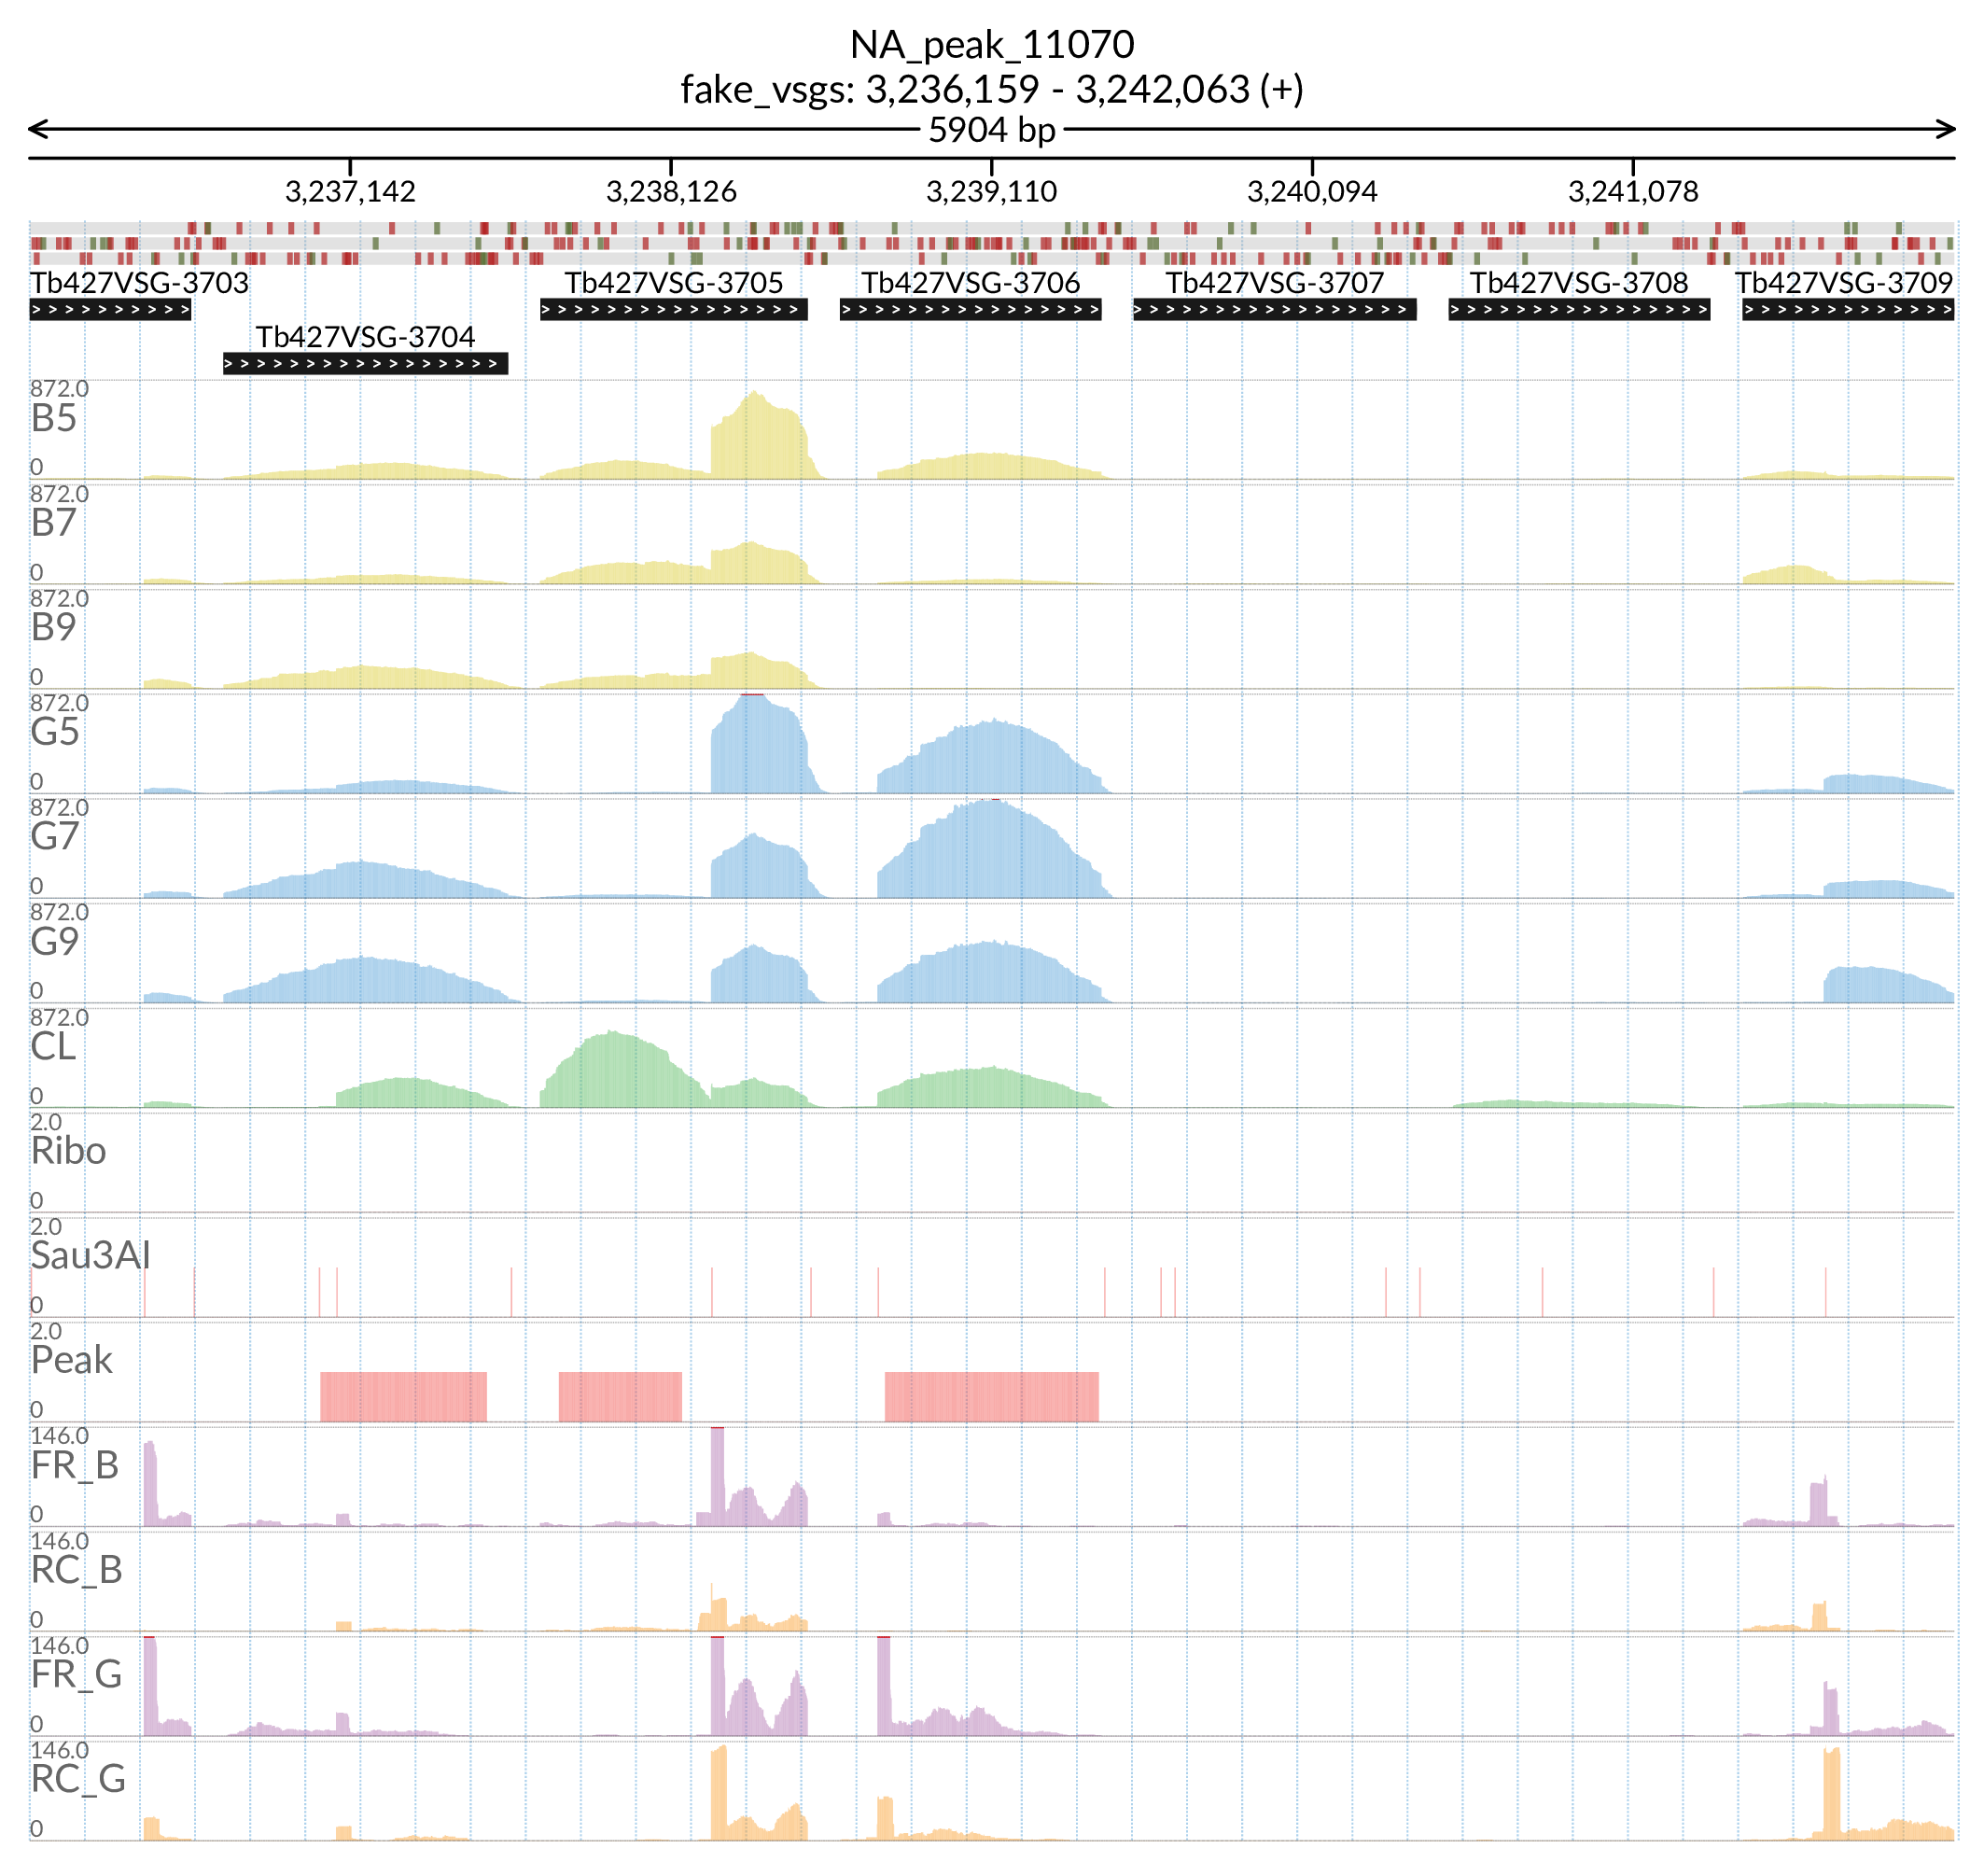 NA_peak_11070
fake_vsgs: 3,236,159 - 3,242,063 (+)
5904 bp
3,237,142 3,238,126 3,239,110 3,240,094 3,241,078
Tb427VSG-3703 Tb427VSG-3705 Tb427VSG-3706 Tb427VSG-3707 Tb427VSG-3708 Tb427VSG-3709
Tb427VSG-3704
872.0
B5
0
872.0
B7
0
872.0
B9
0
872.0
G5
0
872.0
G7
0
872.0
G9
0
872.0
CL
0
2.0
Ribo
0
2.0
Sau3AI
0
2.0
Peak
0
146.0
FR_B
0
146.0
RC_B
0
146.0
FR_G
0
146.0
RC_G
0